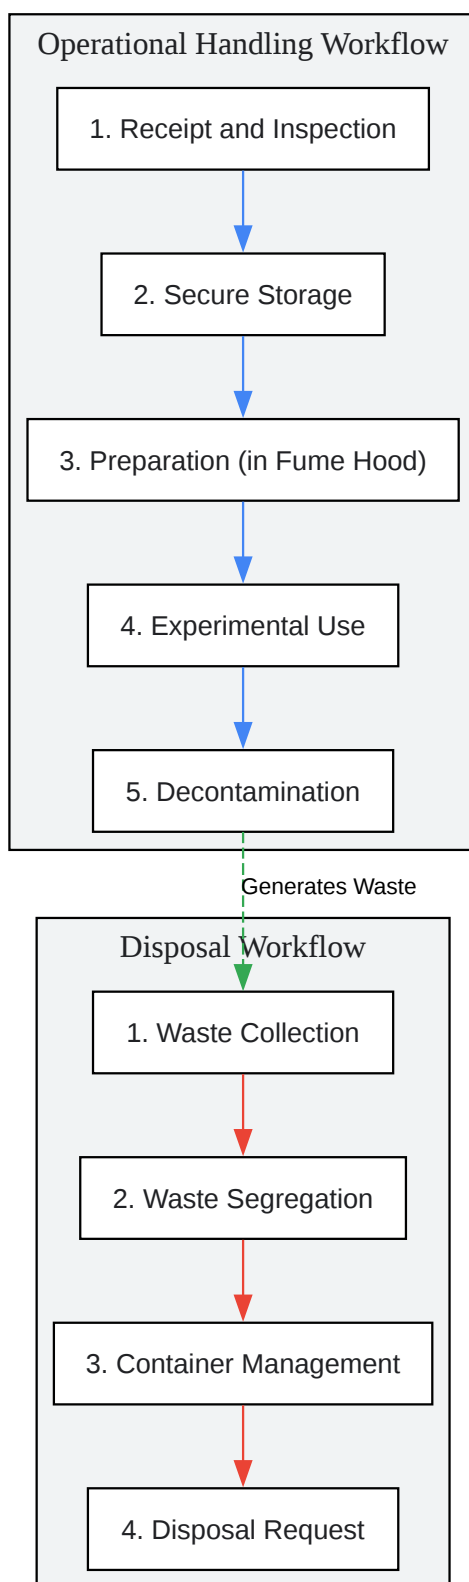 Operational Handling Workflow
1. Receipt and Inspection
2. Secure Storage
3. Preparation (in Fume Hood)
4. Experimental Use
5. Decontamination
Generates Waste
Disposal Workflow
1. Waste Collection
2. Waste Segregation
3. Container Management
4. Disposal Request